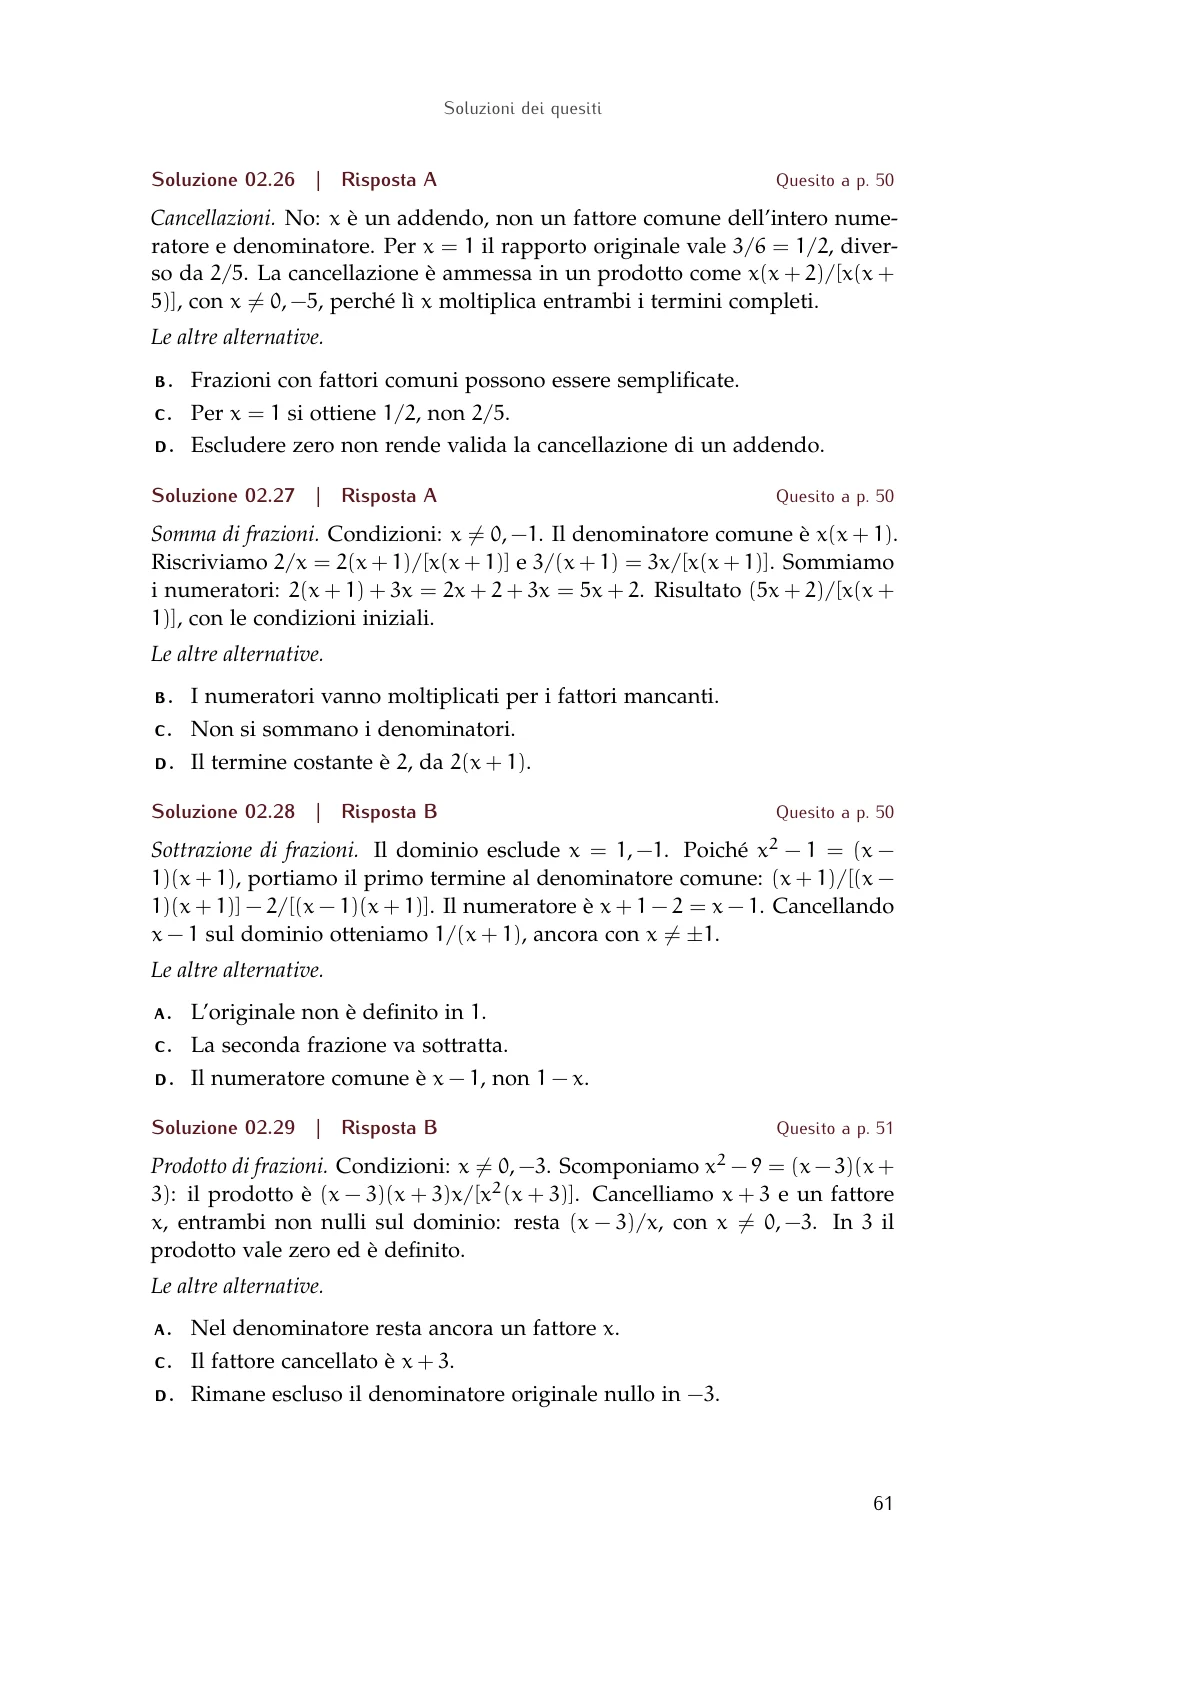 Soluzioni dei quesiti
Soluzione 02.26 | Risposta A Quesito a p. 50
Cancellazioni. No: x è un addendo, non un fattore comune dell'intero nume-
ratore e denominatore. Per x = 1 il rapporto originale vale 3/6 = 1/2, diver-
so da 2/5. La cancellazione è ammessa in un prodotto come x(x + 2)/[x(x +
5)], con x ≠ 0, −5, perché lì x moltiplica entrambi i termini completi.
Le altre alternative.
B. Frazioni con fattori comuni possono essere semplificate.
C. Per x = 1 si ottiene 1/2, non 2/5.
D. Escludere zero non rende valida la cancellazione di un addendo.
Soluzione 02.27 | Risposta A Quesito a p. 50
Somma di frazioni. Condizioni: x ≠ 0, −1. Il denominatore comune è x(x + 1).
Riscriviamo 2/x = 2(x + 1)/[x(x + 1)] e 3/(x + 1) = 3x/[x(x + 1)]. Sommiamo
i numeratori: 2(x + 1) + 3x = 2x + 2 + 3x = 5x + 2. Risultato (5x + 2)/[x(x +
1)], con le condizioni iniziali.
Le altre alternative.
B. I numeratori vanno moltiplicati per i fattori mancanti.
C. Non si sommano i denominatori.
D. Il termine costante è 2, da 2(x + 1).
Soluzione 02.28 | Risposta B Quesito a p. 50
Sottrazione di frazioni. Il dominio esclude x = 1, −1. Poiché x² − 1 = (x −
1)(x + 1), portiamo il primo termine al denominatore comune: (x + 1)/[(x −
1)(x + 1)] − 2/[(x − 1)(x + 1)]. Il numeratore è x + 1 − 2 = x − 1. Cancellando
x − 1 sul dominio otteniamo 1/(x + 1), ancora con x ≠ ±1.
Le altre alternative.
A. L'originale non è definito in 1.
C. La seconda frazione va sottratta.
D. Il numeratore comune è x − 1, non 1 − x.
Soluzione 02.29 | Risposta B Quesito a p. 51
Prodotto di frazioni. Condizioni: x ≠ 0, −3. Scomponiamo x² − 9 = (x − 3)(x +
3): il prodotto è (x − 3)(x + 3)x/[x²(x + 3)]. Cancelliamo x + 3 e un fattore
x, entrambi non nulli sul dominio: resta (x − 3)/x, con x ≠ 0, −3. In 3 il
prodotto vale zero ed è definito.
Le altre alternative.
A. Nel denominatore resta ancora un fattore x.
C. Il fattore cancellato è x + 3.
D. Rimane escluso il denominatore originale nullo in −3.
61